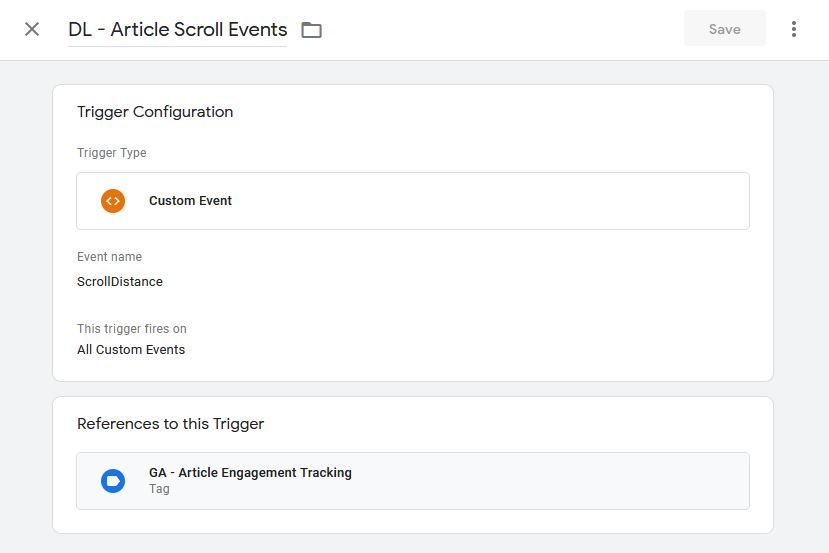 DL - Article Scroll Events
Save
Trigger Configuration
Trigger Type
Custom Event
Event name
ScrollDistance
This trigger fires on
All Custom Events
References to this Trigger
GA - Article Engagement Tracking
Tag